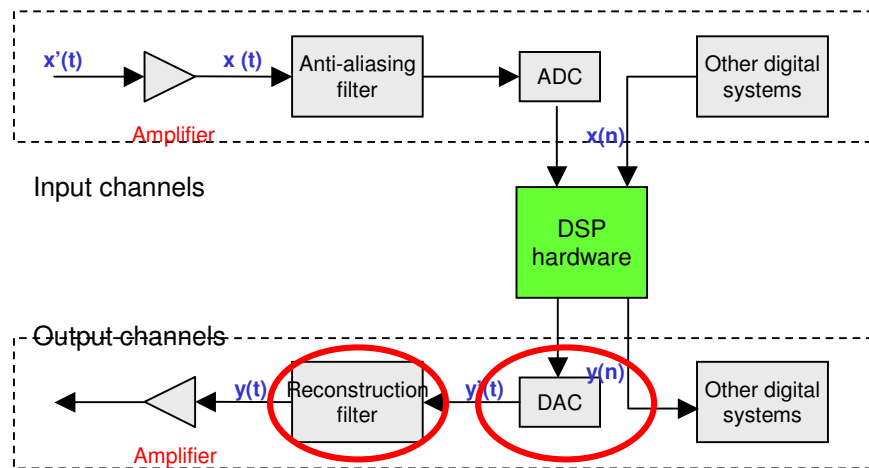 x'(t)
x (t)
Anti-aliasing
filter
ADC
Other digital
systems
Amplifier
x(n)
Input channels
DSP
hardware
Output channels
y(t)
Reconstruction
filter
y'(t)
DAC
y(n)
Other digital
systems
Amplifier